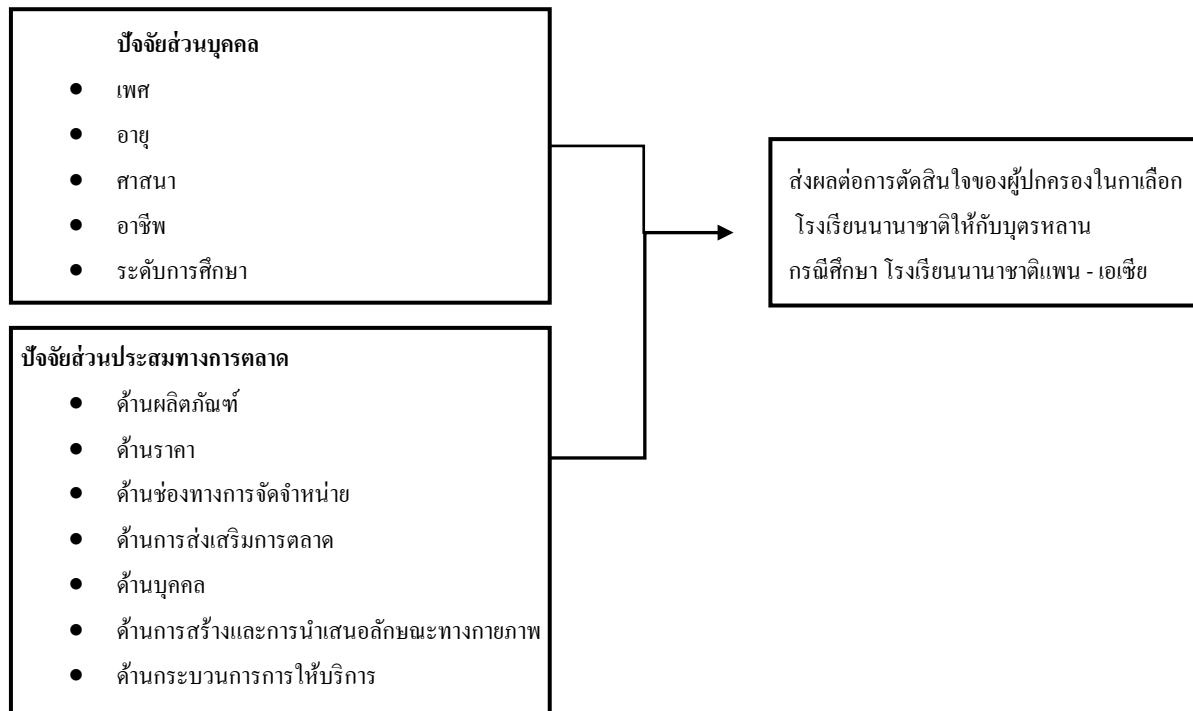 ปัจจัยส่วนบุคคล
● เพศ
● อายุ
● ศาสนา
● อาชีพ
● ระดับการศึกษา
ส่งผลต่อการตัดสินใจของผู้ปกครองในกาเลือก
โรงเรียนนานาชาติให้กับบุตรหลาน
กรณีศึกษา โรงเรียนนานาชาติแพน - เอเซีย
ปัจจัยส่วนประสมทางการตลาด
● ด้านผลิตภัณฑ์
● ด้านราคา
● ด้านช่องทางการจัดจำหน่าย
● ด้านการส่งเสริมการตลาด
● ด้านบุคคล
● ด้านการสร้างและการนำเสนอลักษณะทางกายภาพ
● ด้านกระบวนการการให้บริการ